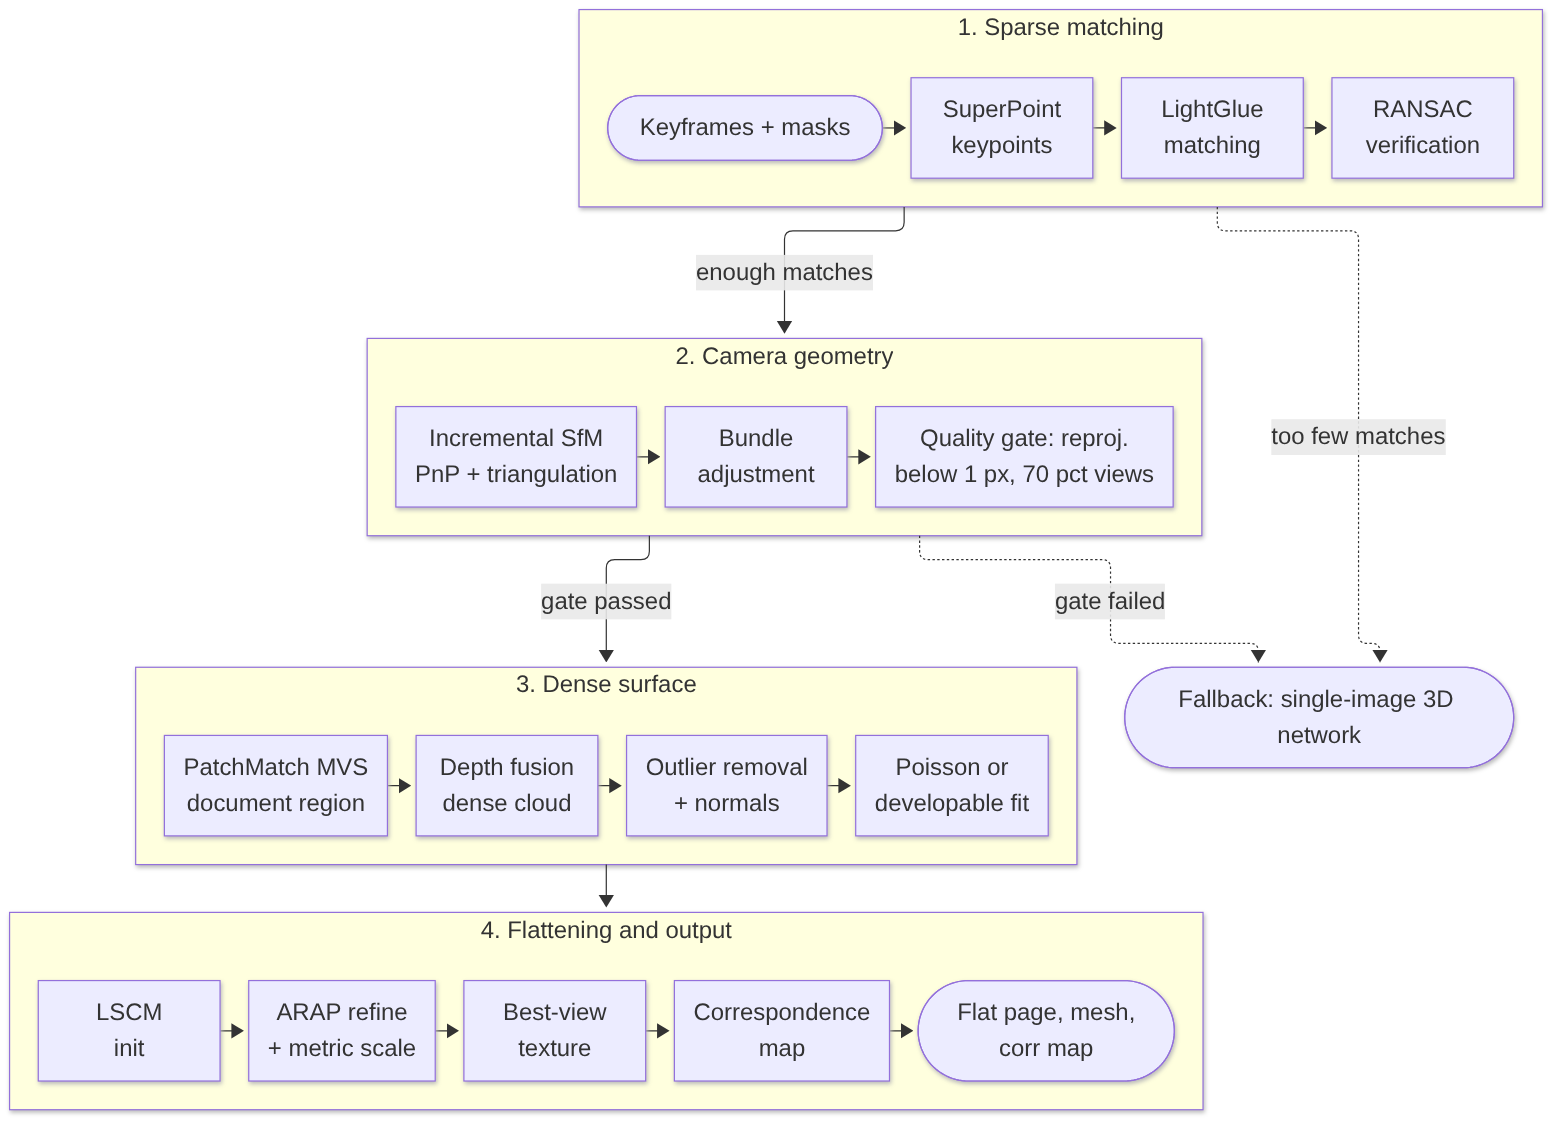 1. Sparse matching
Keyframes + masks
SuperPoint
keypoints
LightGlue
matching
RANSAC
verification
enough matches
too few matches
2. Camera geometry
Incremental SfM
PnP + triangulation
Bundle
adjustment
Quality gate: reproj.
below 1 px, 70 pct views
gate passed
gate failed
3. Dense surface
PatchMatch MVS
document region
Depth fusion
dense cloud
Outlier removal
+ normals
Poisson or
developable fit
Fallback: single-image 3D
network
4. Flattening and output
LSCM
init
ARAP refine
+ metric scale
Best-view
texture
Correspondence
map
Flat page, mesh,
corr map